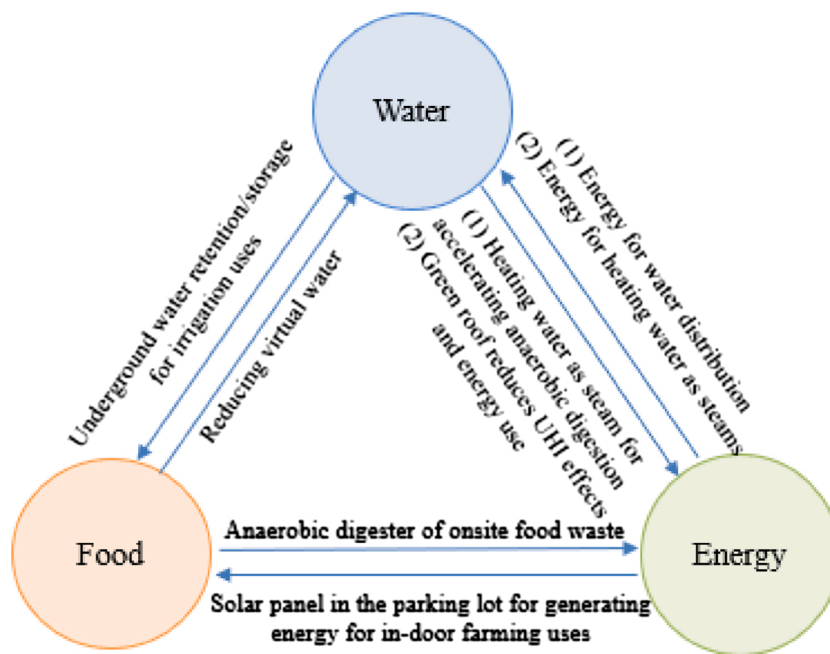 Water
Underground water retention/storage
for irrigation uses
Reducing virtual water
(1) Energy for water distribution
(2) Energy for heating water as steams
(1) Heating water as steam for
accelerating anaerobic digestion
(2) Green roof reduces UHI effects
and energy use
Food
Energy
Anaerobic digester of onsite food waste
Solar panel in the parking lot for generating
energy for in-door farming uses